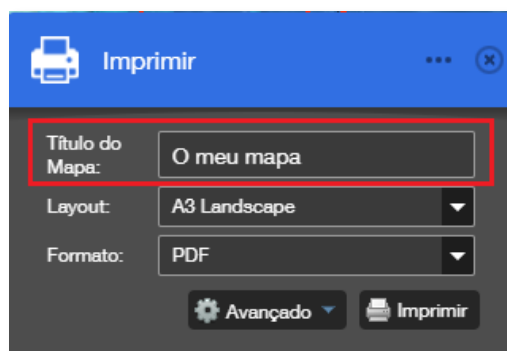 Imprimir
Título do
Mapa:
O meu mapa
Layout:
A3 Landscape
Formato:
PDF
Avançado
Imprimir